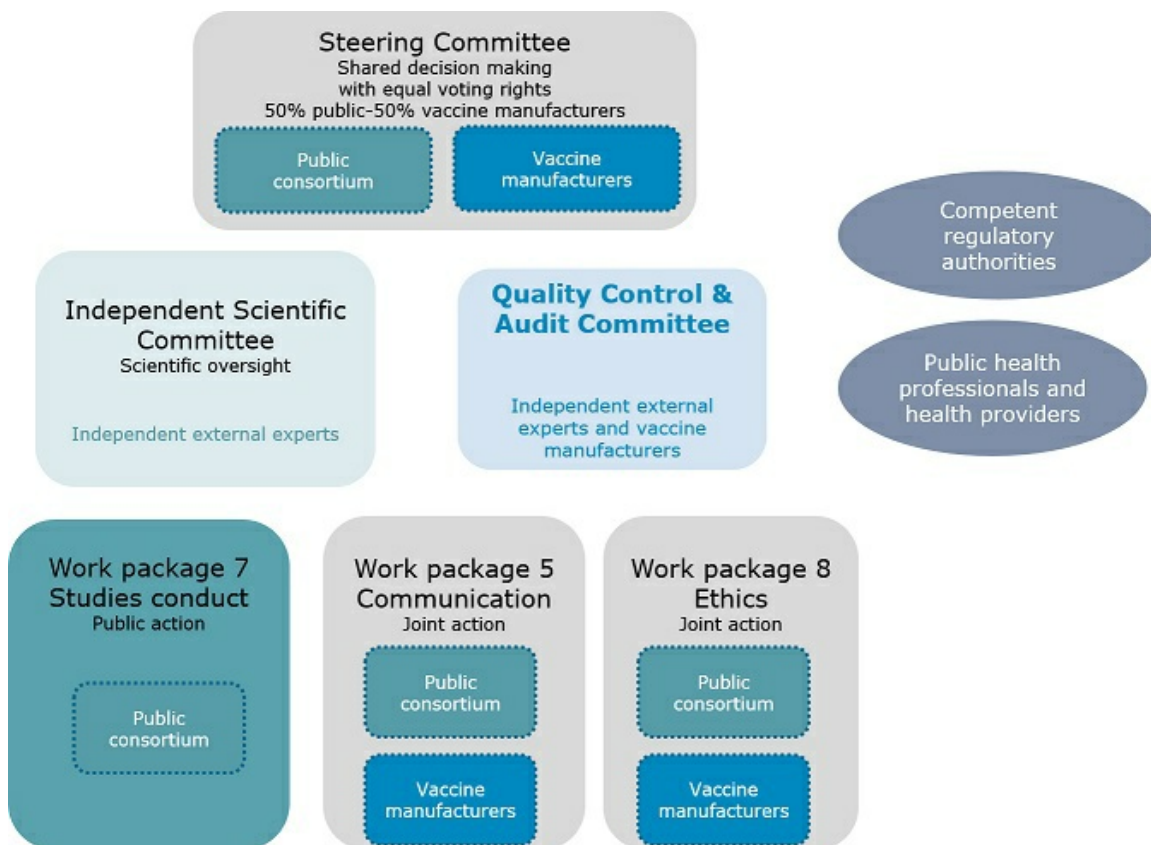 Steering Committee
Shared decision making
with equal voting rights
50% public-50% vaccine manufacturers
Public
consortium
Vaccine
manufacturers
Competent
regulatory
authorities
Independent Scientific
Committee
Scientific oversight
Independent external experts
Quality Control &
Audit Committee
Independent external
experts and vaccine
manufacturers
Public health
professionals and
health providers
Work package 7
Studies conduct
Public action
Public
consortium
Work package 5
Communication
Joint action
Public
consortium
Vaccine
manufacturers
Work package 8
Ethics
Joint action
Public
consortium
Vaccine
manufacturers